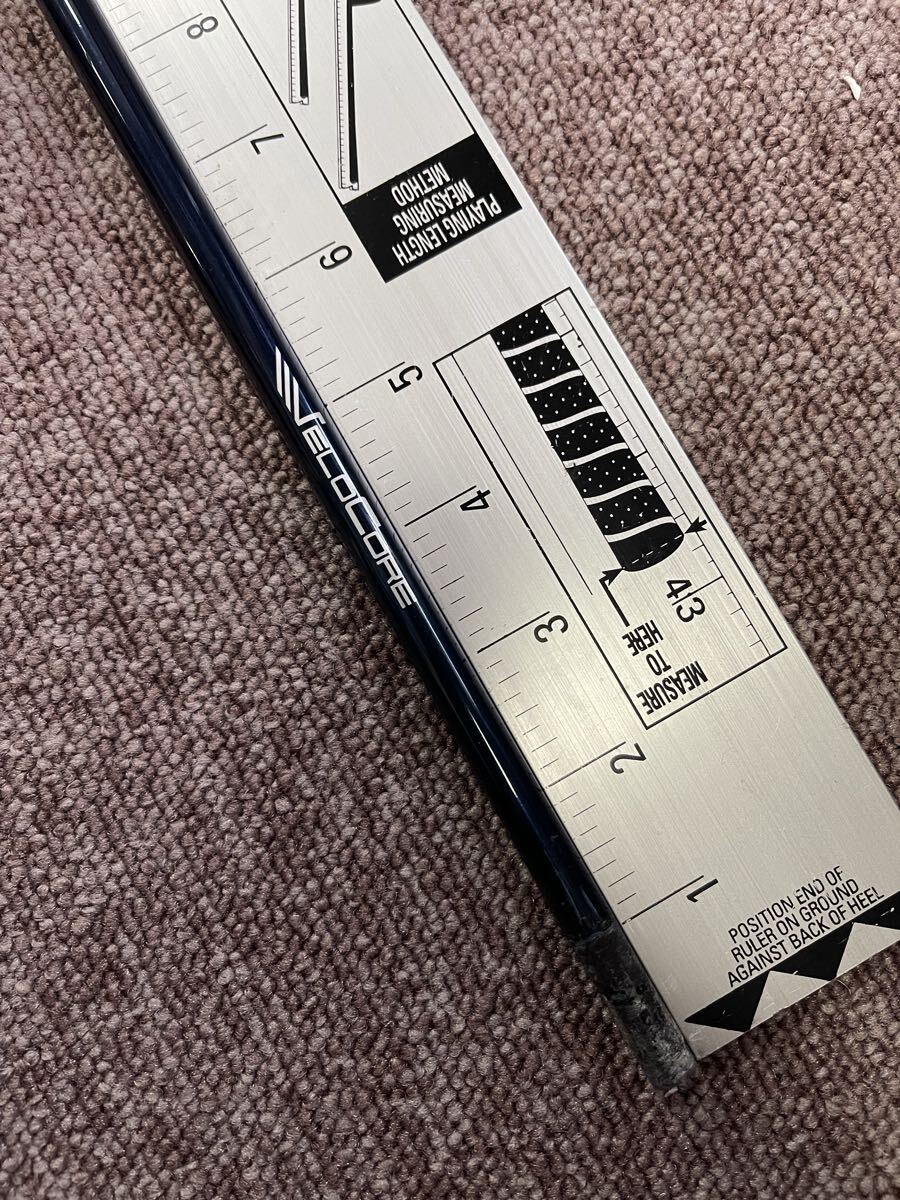 8
7
PLAYING LENGTH
MEASURING
METHOD
6
5
VELOCORE
4
3
43
MEASURE
TO
HERE
2
1
POSITION END OF
RULER ON GROUND
AGAINST BACK OF HEEL